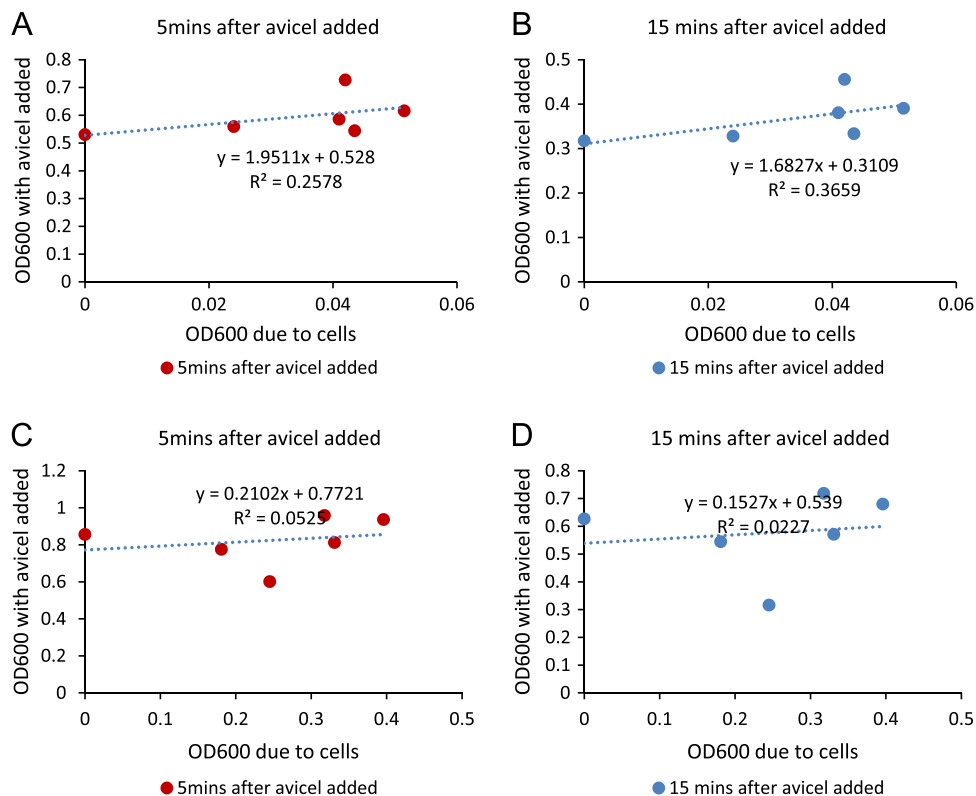 A
5mins after avicel added
OD600 with avicel added
0.8
0.7
0.6
0.5
0.4
0.3
0.2
0.1
0
y = 1.9511x + 0.528
R² = 0.2578
0 0.02 0.04 0.06
OD600 due to cells
5mins after avicel added
B
15 mins after avicel added
OD600 with avicel added
0.5
0.4
0.3
0.2
0.1
0
y = 1.6827x + 0.3109
R² = 0.3659
0 0.02 0.04 0.06
OD600 due to cells
15 mins after avicel added
C
5mins after avicel added
OD600 with avicel added
1.2
1
0.8
0.6
0.4
0.2
0
y = 0.2102x + 0.7721
R² = 0.0525
0 0.1 0.2 0.3 0.4 0.5
OD600 due to cells
5mins after avicel added
D
15 mins after avicel added
OD600 with avicel added
0.8
0.7
0.6
0.5
0.4
0.3
0.2
0.1
0
y = 0.1527x + 0.539
R² = 0.0227
0 0.1 0.2 0.3 0.4 0.5
OD600 due to cells
15 mins after avicel added